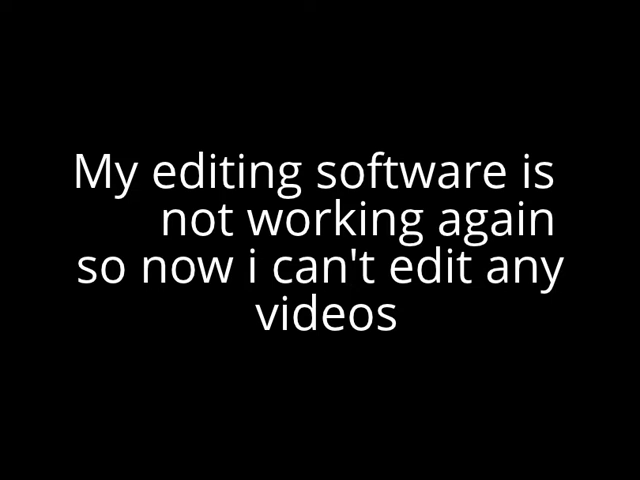 My editing software is
not working again
so now i can't edit any
videos